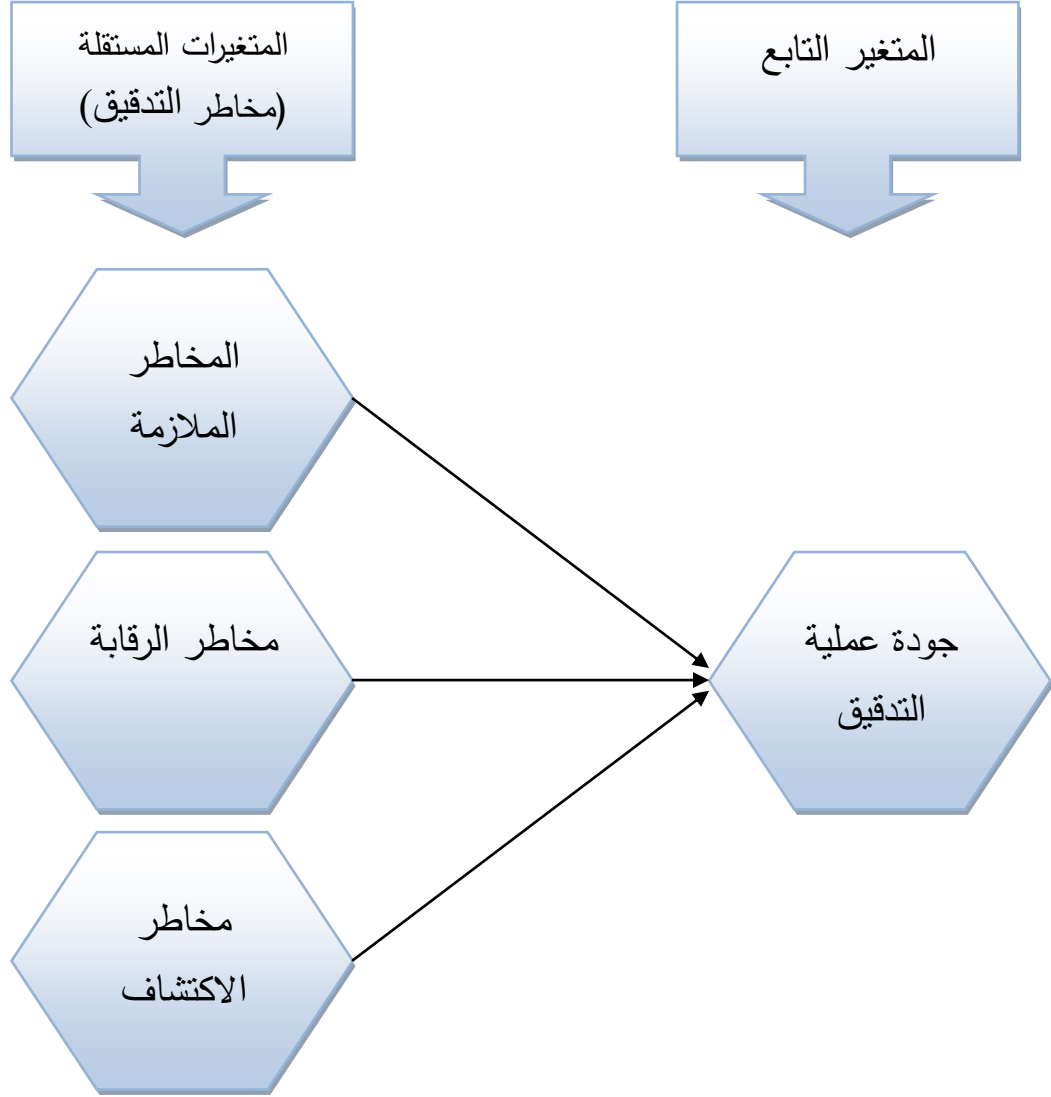 المتغيرات المستقلة
(مخاطر التدقيق)
المتغير التابع
المخاطر
الملازمة
مخاطر الرقابة
جودة عملية
التدقيق
مخاطر
الاكتشاف